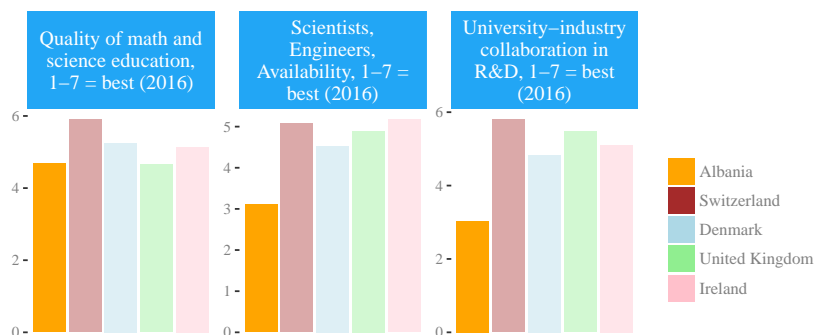 Quality of math and
science education,
1–7 = best (2016)
Scientists,
Engineers,
Availability, 1–7 =
best (2016)
University–industry
collaboration in
R&D, 1–7 = best
(2016)
6
4
2
0
5
4
3
2
1
0
6
4
2
0
Albania
Switzerland
Denmark
United Kingdom
Ireland